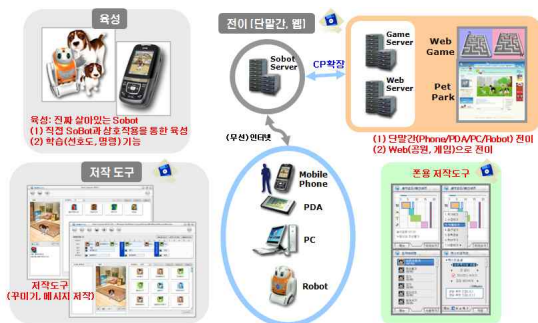 육성
육성: 진짜 살아있는 Sobot
(1) 직접 SoBot과 상호작용을 통한 육성
(2) 학습(선호도, 명령) 기능
전이 [단말간, 웹]
Sobot
Server
CP확장
Game
Server
Web
Server
Web
Game
Pet
Park
(1) 단말간(Phone/PDA/PC/Robot) 전이
(2) Web(공원, 게임)으로 전이
(무선)인터넷
Mobile
Phone
PDA
PC
Robot
저작 도구
저작도구
(꾸미기, 메시지 저작)
폰용 저작도구